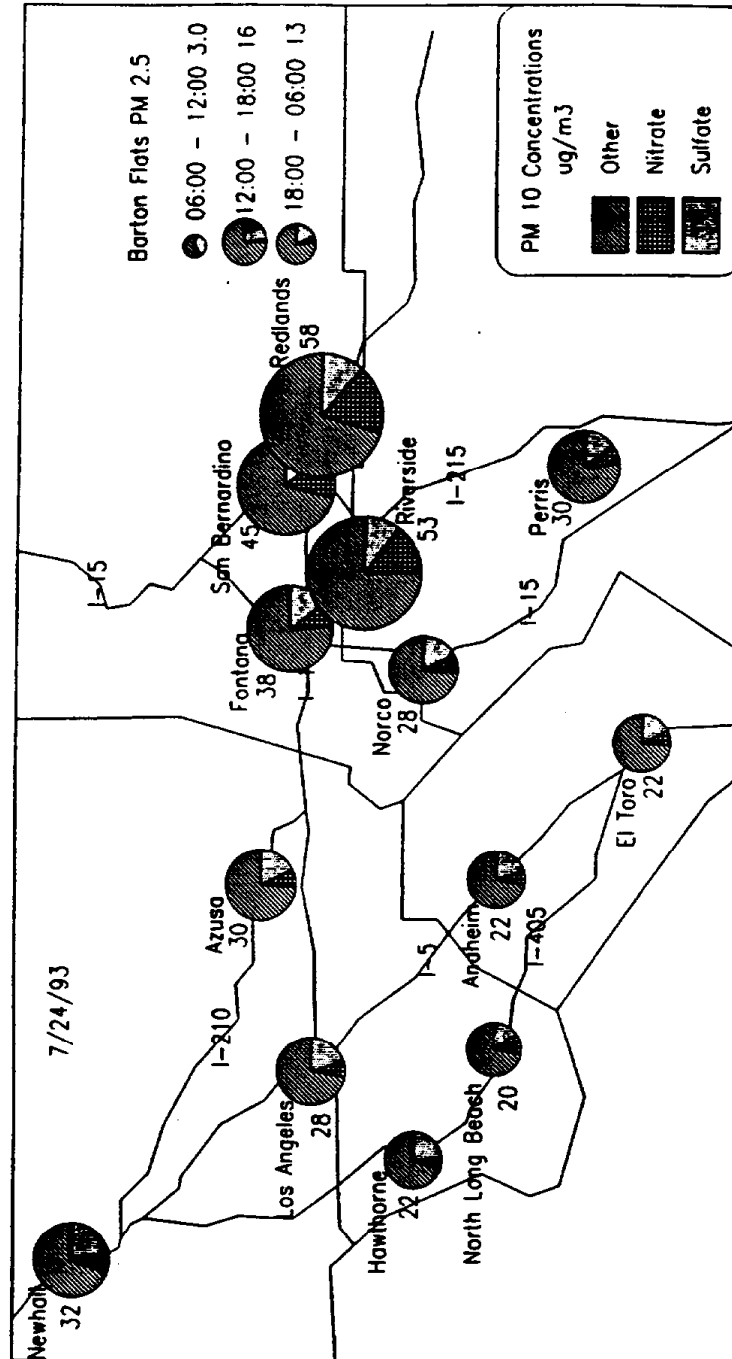 7/24/93
Barton Flats PM 2.5
06:00 - 12:00 3.0
12:00 - 18:00 16
18:00 - 06:00 13
Newhall
32
I-210
Azusa
30
Los Angeles
28
I-5
Hawthorne
22
North Long Beach
20
Anaheim
22
I-405
El Toro
22
I-15
San Bernardino
45
Fontana
38
Redlands
58
Riverside
53
I-215
Norco
28
I-15
Perris
30
PM 10 Concentrations
ug/m3
Other
Nitrate
Sulfate